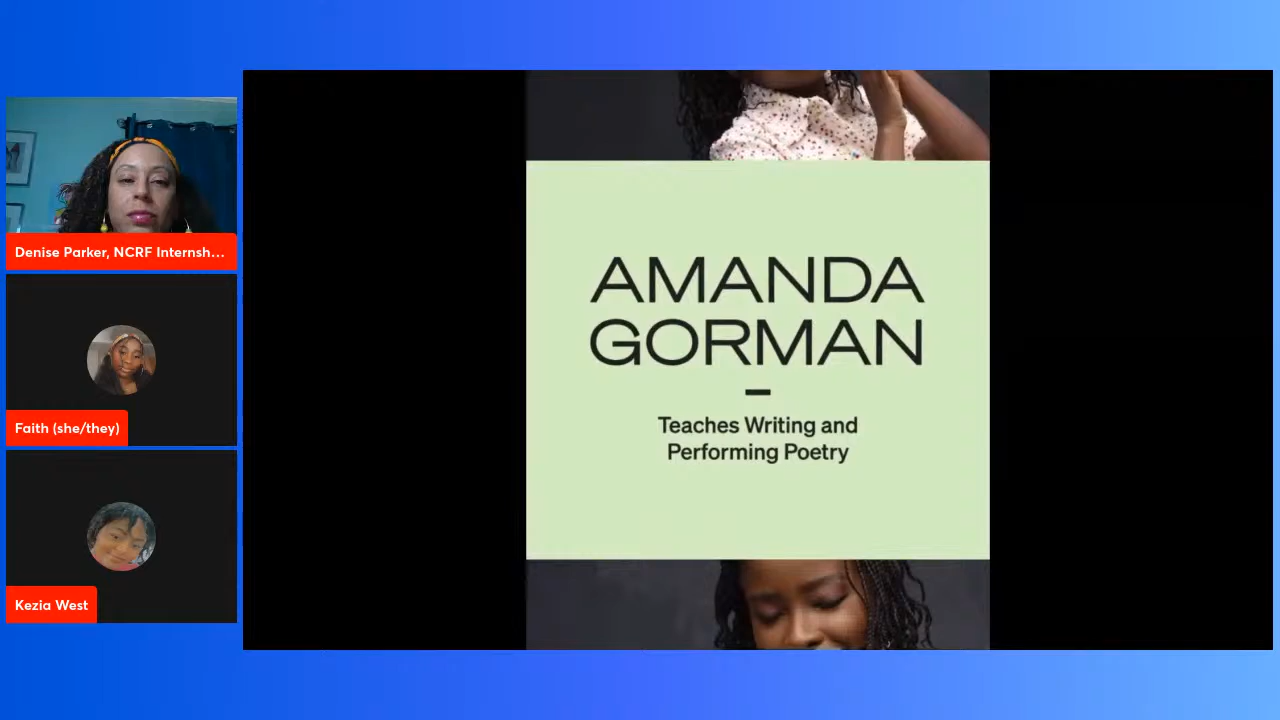 Denise Parker, NCRF Internsh...
Faith (she/they)
Kezia West
AMANDA
GORMAN
Teaches Writing and
Performing Poetry